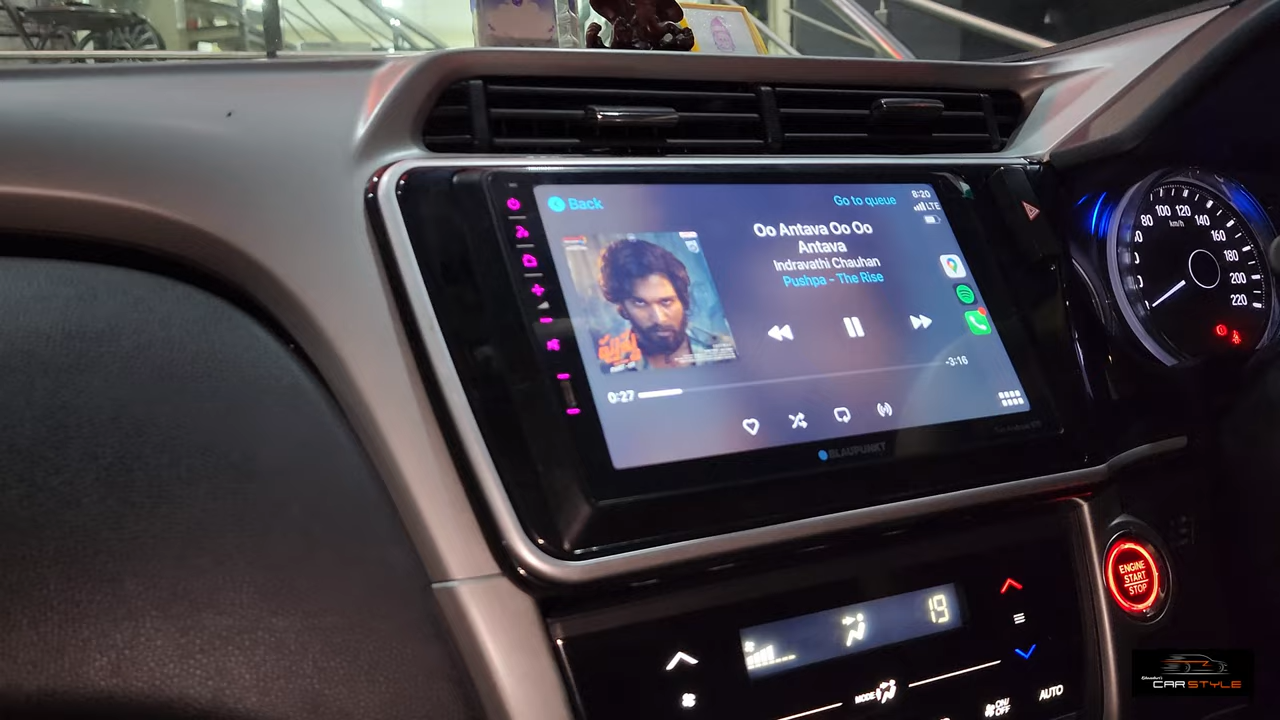 Back
Go to queue
8:20
LTE
Oo Antava Oo Oo
Antava
Indravathi Chauhan
Pushpa - The Rise
0:27
-3:16
BLAUPUNKT
80 100 120 140
km/h
160
180
200
220
ENGINE
START
STOP
19
MODE
ON/
OFF
AUTO
CAR STYLE